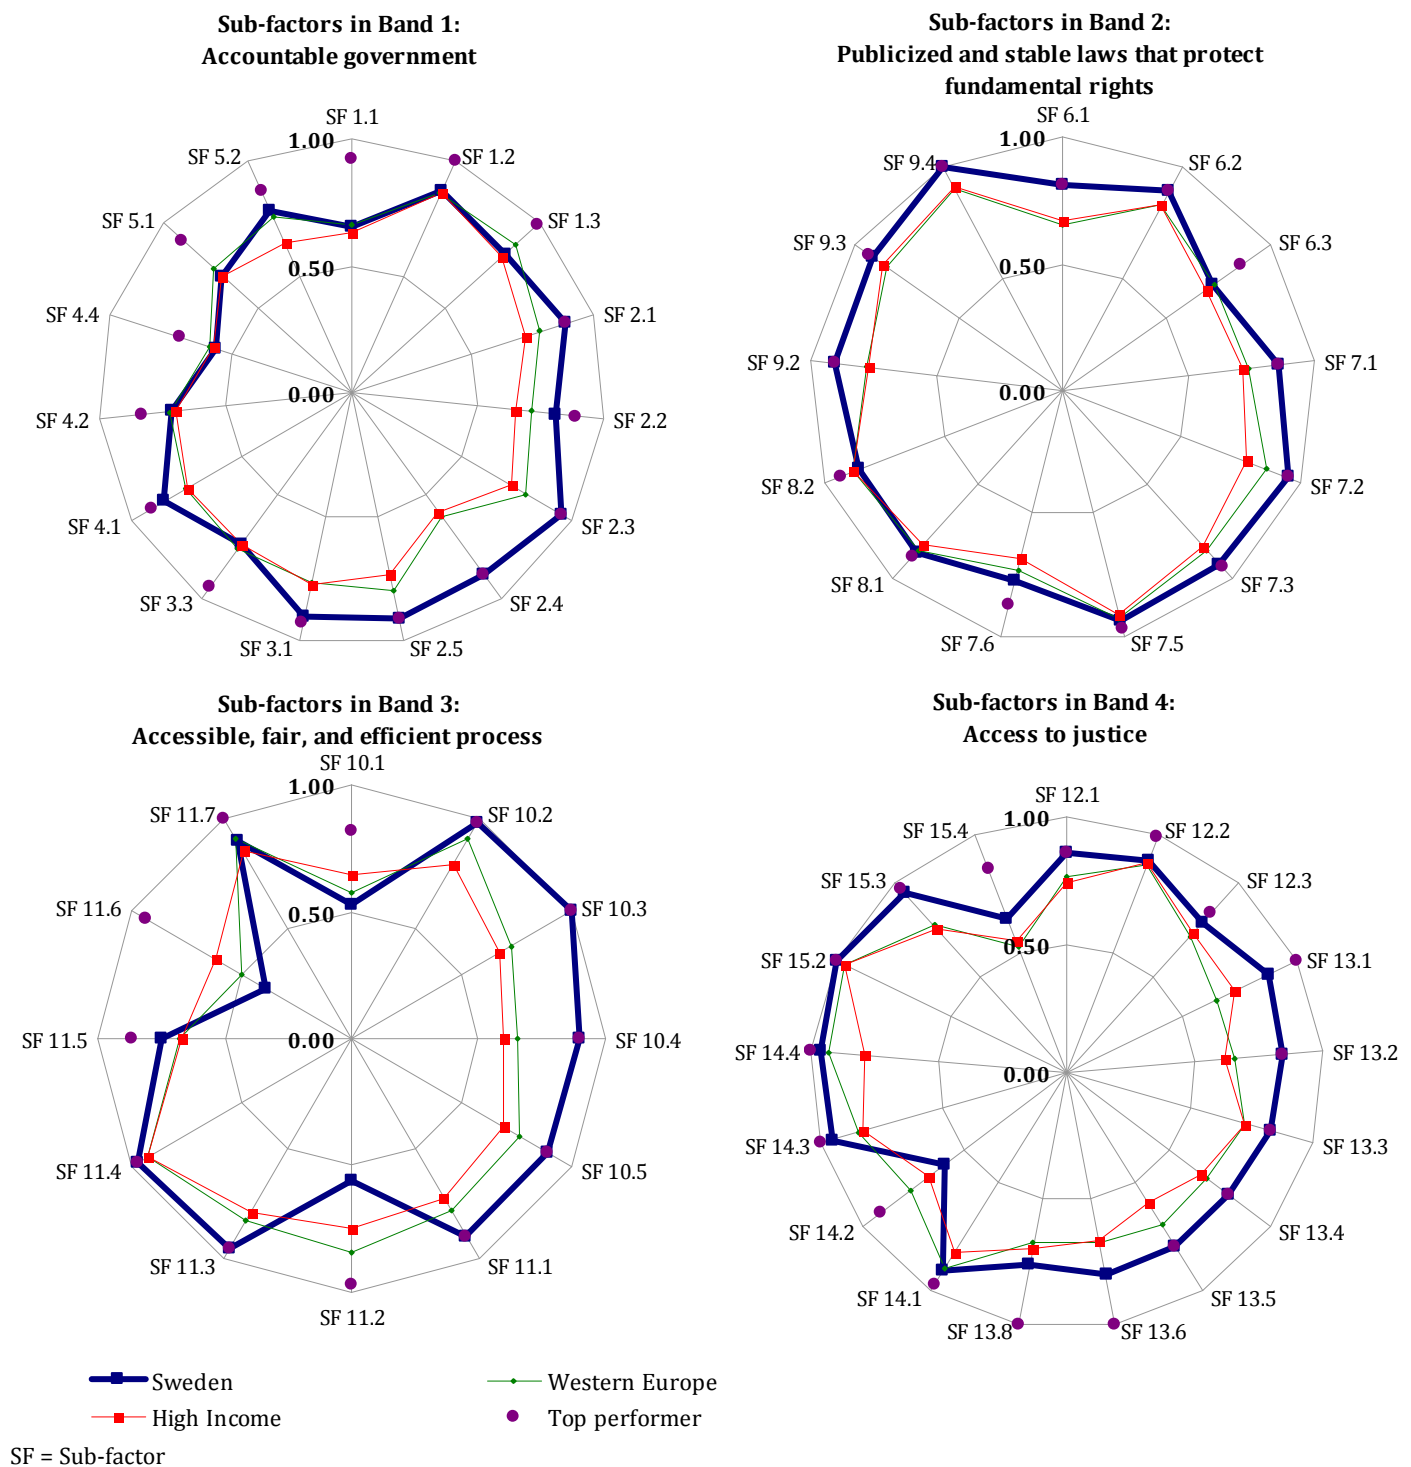 Sub-factors in Band 1:
Accountable government
SF 1.1
1.00
SF 1.2
SF 5.2
SF 1.3
SF 5.1
0.50
SF 2.1
SF 4.4
0.00
SF 2.2
SF 4.2
SF 2.3
SF 4.1
SF 2.4
SF 3.3
SF 3.1
SF 2.5
Sub-factors in Band 2:
Publicized and stable laws that protect
fundamental rights
SF 6.1
1.00
SF 9.4
SF 6.2
SF 9.3
SF 6.3
0.50
SF 9.2
SF 7.1
0.00
SF 8.2
SF 7.2
SF 8.1
SF 7.3
SF 7.6
SF 7.5
Sub-factors in Band 3:
Accessible, fair, and efficient process
SF 10.1
1.00
SF 11.7
SF 10.2
SF 11.6
0.50
SF 10.3
SF 11.5
0.00
SF 10.4
SF 11.4
SF 10.5
SF 11.3
SF 11.1
SF 11.2
Sub-factors in Band 4:
Access to justice
SF 12.1
1.00
SF 15.4
SF 12.2
SF 15.3
SF 12.3
0.50
SF 15.2
SF 13.1
SF 14.4
0.00
SF 13.2
SF 14.3
SF 13.3
SF 14.2
SF 13.4
SF 14.1
SF 13.5
SF 13.8
SF 13.6
Sweden
Western Europe
High Income
Top performer
SF = Sub-factor